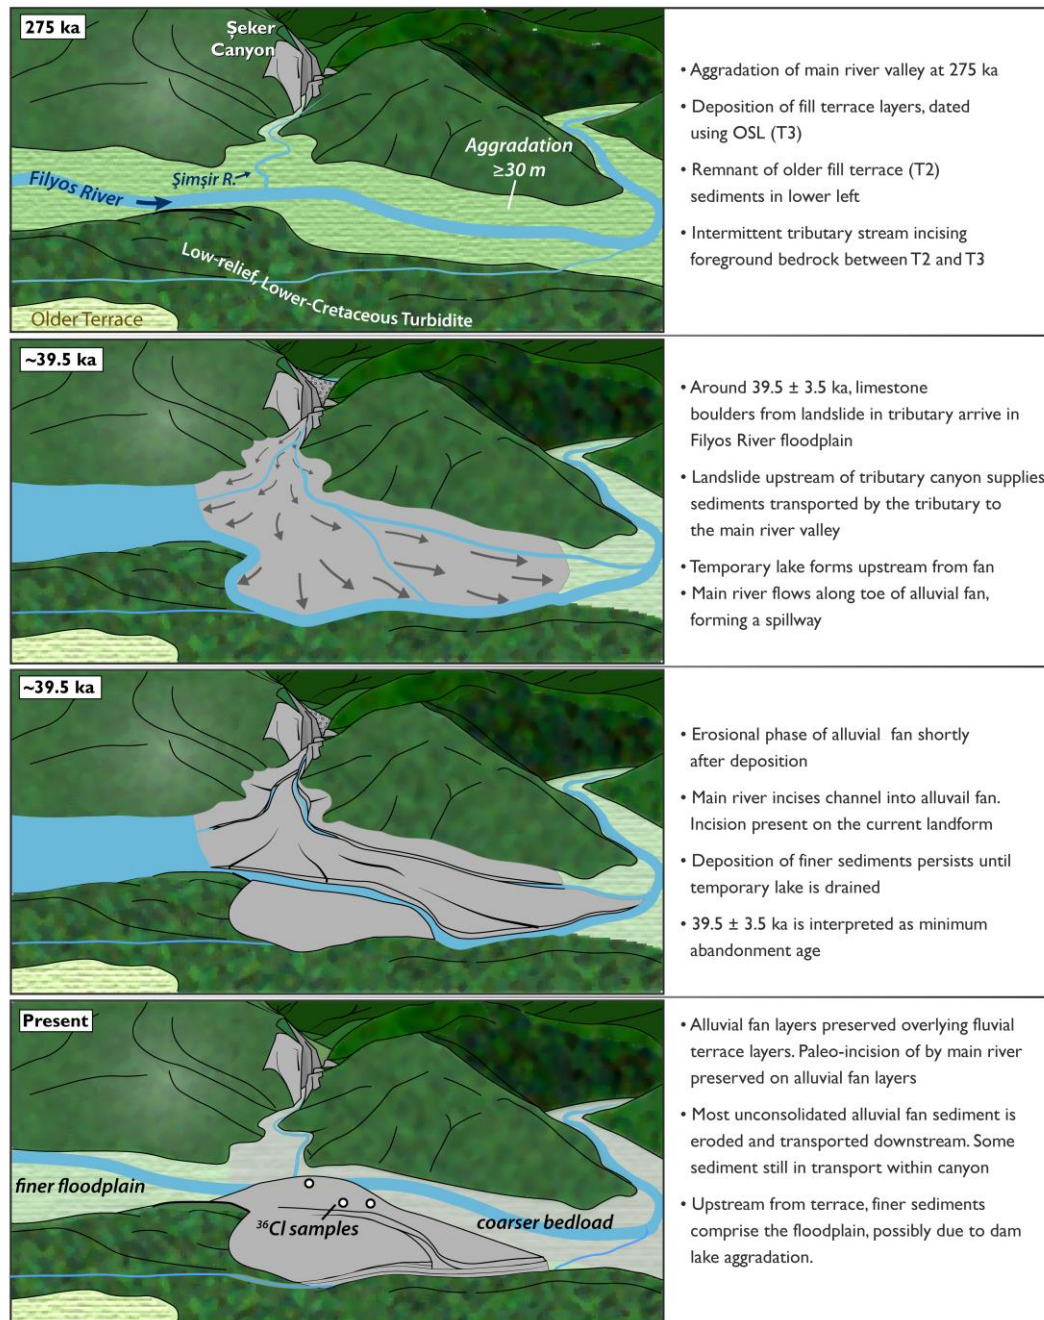 275 ka
Şeker
Canyon
Aggradation
≥30 m
Şimşir R.
Filyos River
Low-relief, Lower-Cretaceous Turbidite
Older Terrace
• Aggradation of main river valley at 275 ka
• Deposition of fill terrace layers, dated
using OSL (T3)
• Remnant of older fill terrace (T2)
sediments in lower left
• Intermittent tributary stream incising
foreground bedrock between T2 and T3
~39.5 ka
• Around 39.5 ± 3.5 ka, limestone
boulders from landslide in tributary arrive in
Filyos River floodplain
• Landslide upstream of tributary canyon supplies
sediments transported by the tributary to
the main river valley
• Temporary lake forms upstream from fan
• Main river flows along toe of alluvial fan,
forming a spillway
~39.5 ka
• Erosional phase of alluvial fan shortly
after deposition
• Main river incises channel into alluvail fan.
Incision present on the current landform
• Deposition of finer sediments persists until
temporary lake is drained
• 39.5 ± 3.5 ka is interpreted as minimum
abandonment age
Present
finer floodplain
³⁶Cl samples
coarser bedload
• Alluvial fan layers preserved overlying fluvial
terrace layers. Paleo-incision of by main river
preserved on alluvial fan layers
• Most unconsolidated alluvial fan sediment is
eroded and transported downstream. Some
sediment still in transport within canyon
• Upstream from terrace, finer sediments
comprise the floodplain, possibly due to dam
lake aggradation.